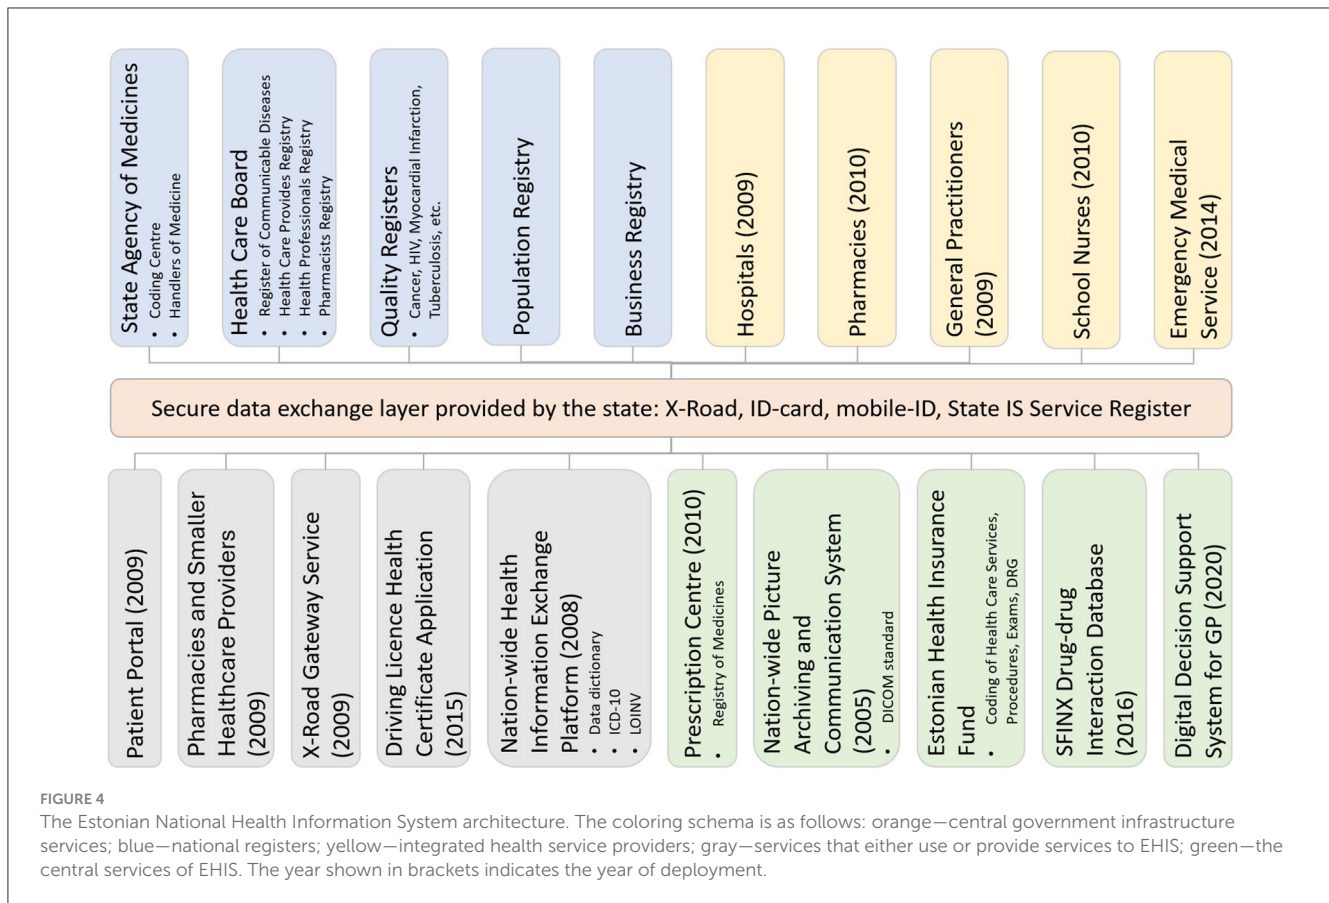 State Agency of Medicines
• Coding Centre
• Handlers of Medicine
Health Care Board
• Register of Communicable Diseases
• Health Care Provides Registry
• Health Professionals Registry
• Pharmacists Registry
Quality Registers
• Cancer, HIV, Myocardial Infarction,
Tuberculosis, etc.
Population Registry
Business Registry
Hospitals (2009)
Pharmacies (2010)
General Practitioners
(2009)
School Nurses (2010)
Emergency Medical
Service (2014)
Secure data exchange layer provided by the state: X-Road, ID-card, mobile-ID, State IS Service Register
Patient Portal (2009)
Pharmacies and Smaller
Healthcare Providers
(2009)
X-Road Gateway Service
(2009)
Driving Licence Health
Certificate Application
(2015)
Nation-wide Health
Information Exchange
Platform (2008)
• Data dictionary
• ICD-10
• LOINV
Prescription Centre (2010)
• Registry of Medicines
Nation-wide Picture
Archiving and
Communication System
(2005)
• DICOM standard
Estonian Health Insurance
Fund
• Coding of Health Care Services,
Procedures, Exams, DRG
SFINX Drug-drug
Interaction Database
(2016)
Digital Decision Support
System for GP (2020)
FIGURE 4
The Estonian National Health Information System architecture. The coloring schema is as follows: orange—central government infrastructure
services; blue—national registers; yellow—integrated health service providers; gray—services that either use or provide services to EHIS; green—the
central services of EHIS. The year shown in brackets indicates the year of deployment.